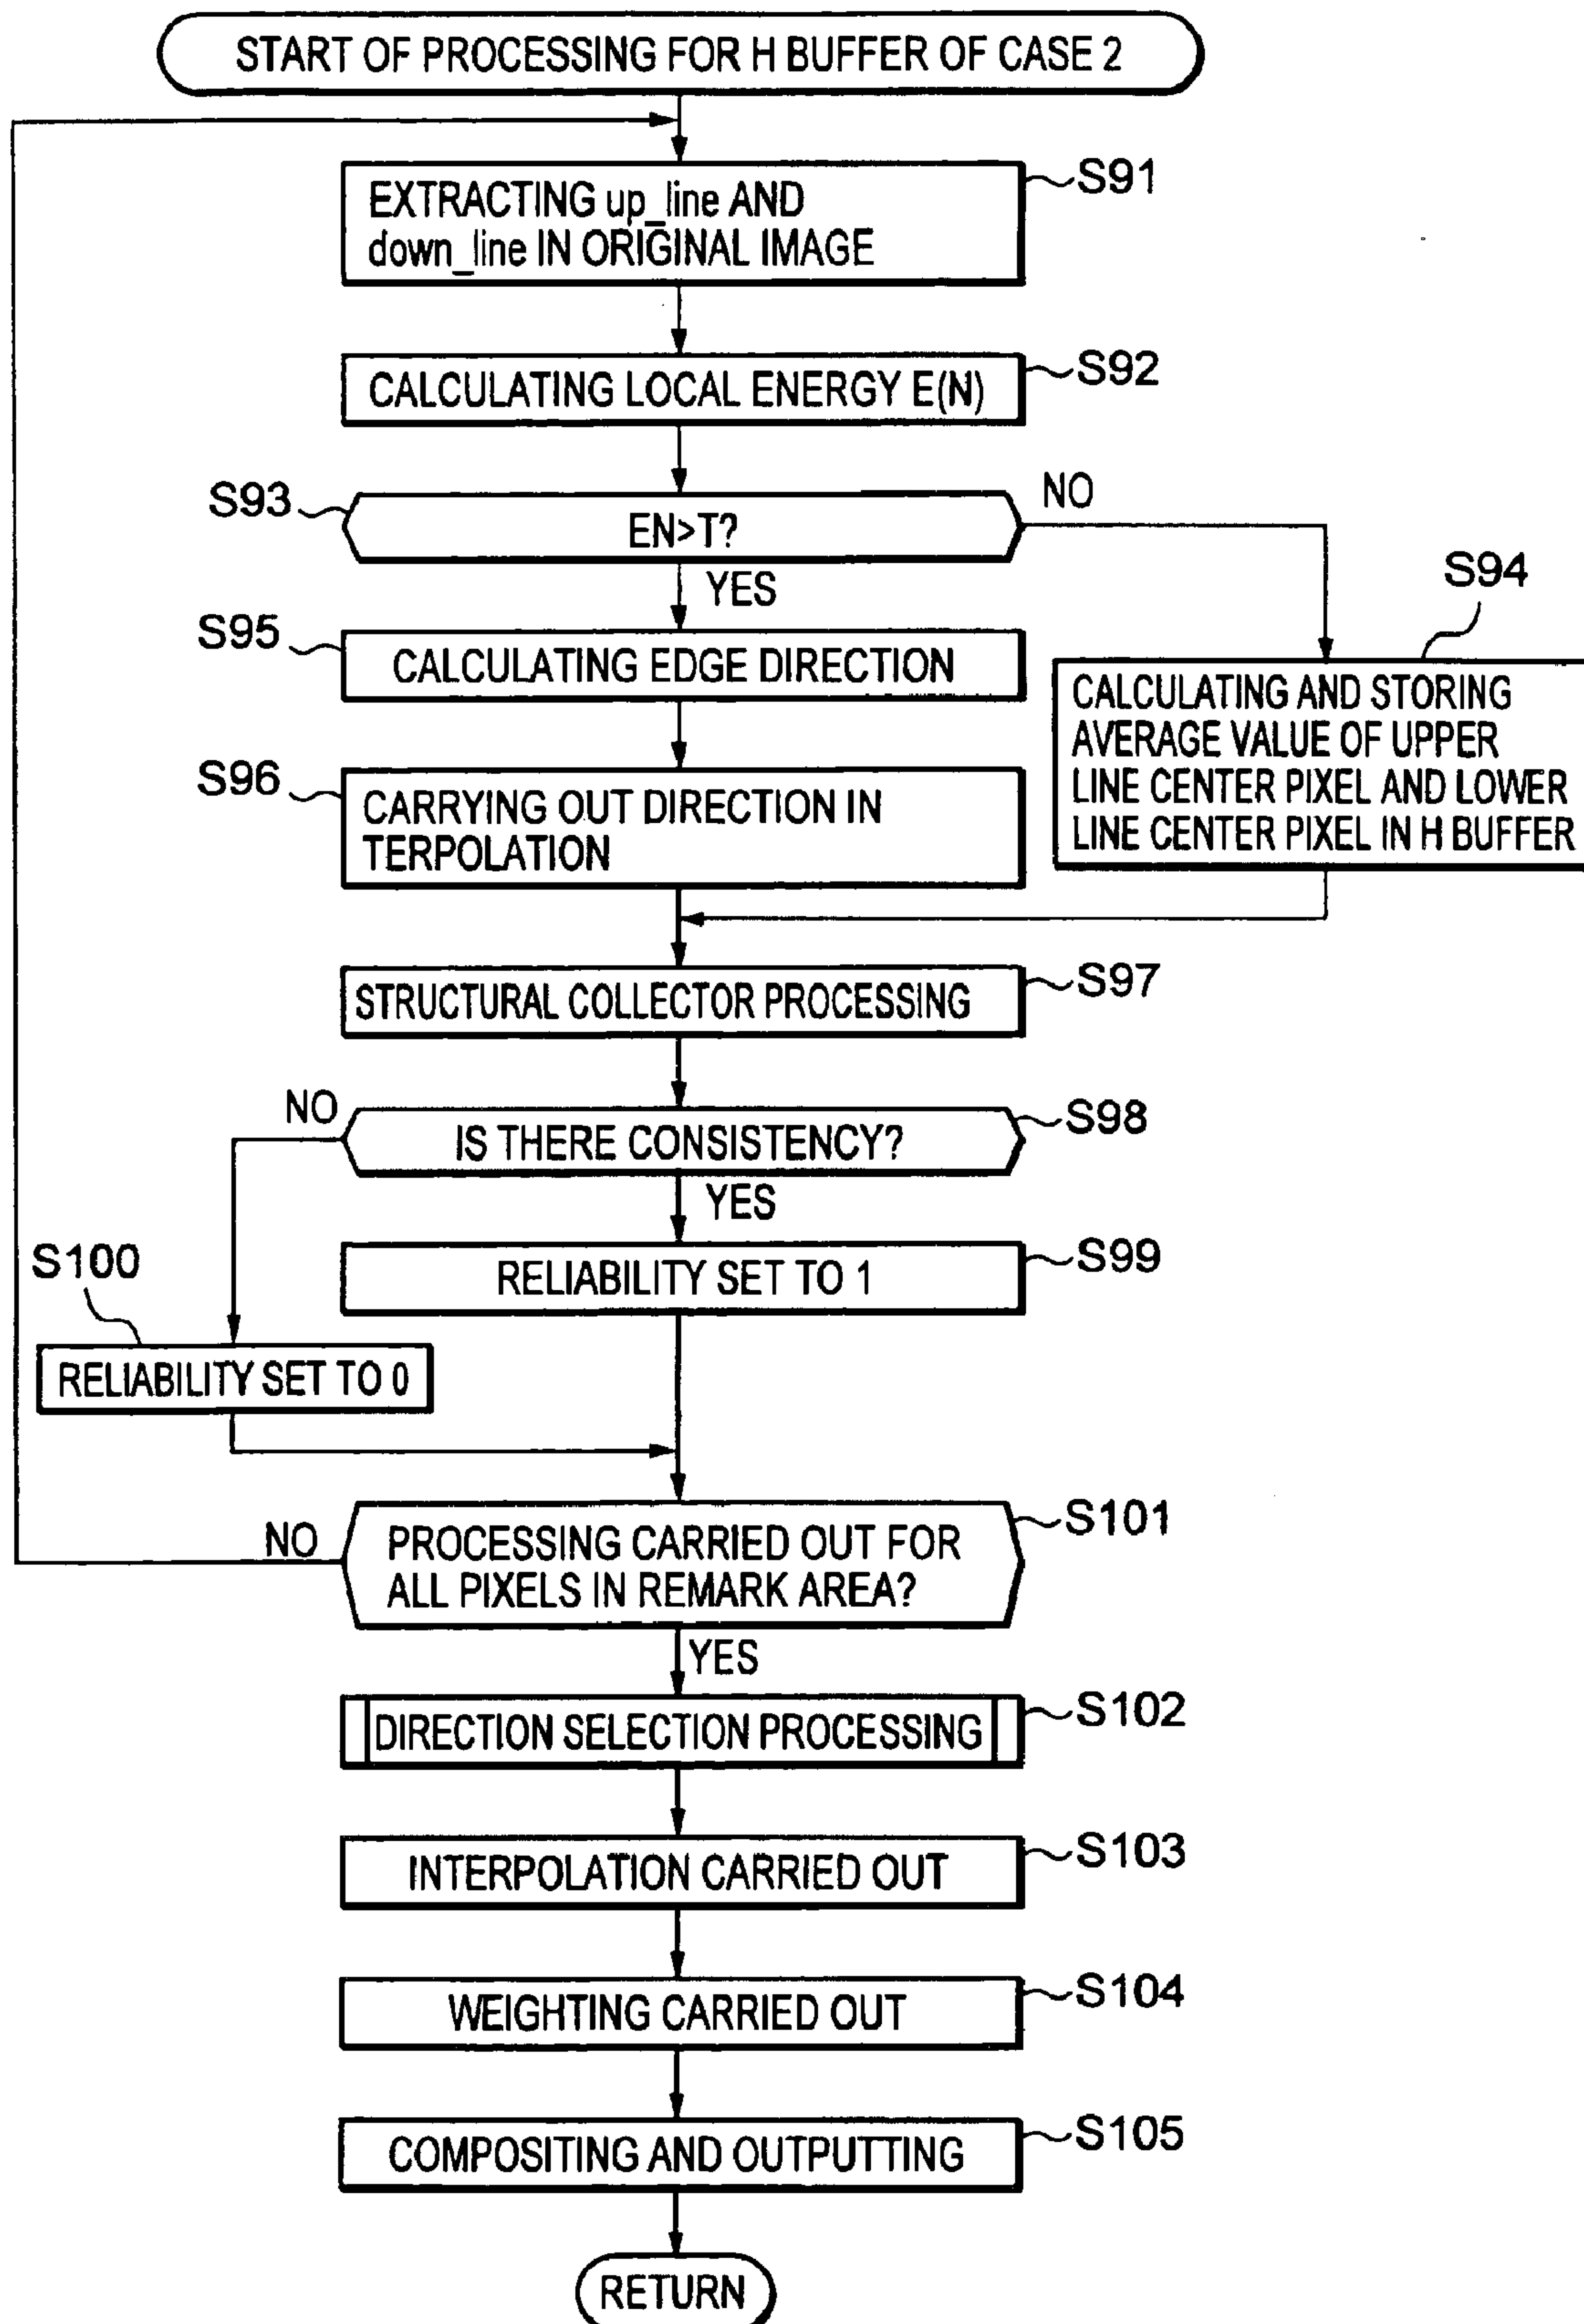 START OF PROCESSING FOR H BUFFER OF CASE 2
EXTRACTING up_line AND
down_line IN ORIGINAL IMAGE
S91
CALCULATING LOCAL ENERGY E(N)
S92
S93
EN>T?
NO
YES
S94
CALCULATING AND STORING
AVERAGE VALUE OF UPPER
LINE CENTER PIXEL AND LOWER
LINE CENTER PIXEL IN H BUFFER
S95
CALCULATING EDGE DIRECTION
S96
CARRYING OUT DIRECTION IN
TERPOLATION
STRUCTURAL COLLECTOR PROCESSING
S97
NO
IS THERE CONSISTENCY?
S98
YES
RELIABILITY SET TO 1
S99
S100
RELIABILITY SET TO 0
NO
PROCESSING CARRIED OUT FOR
ALL PIXELS IN REMARK AREA?
S101
YES
DIRECTION SELECTION PROCESSING
S102
INTERPOLATION CARRIED OUT
S103
WEIGHTING CARRIED OUT
S104
COMPOSITING AND OUTPUTTING
S105
RETURN